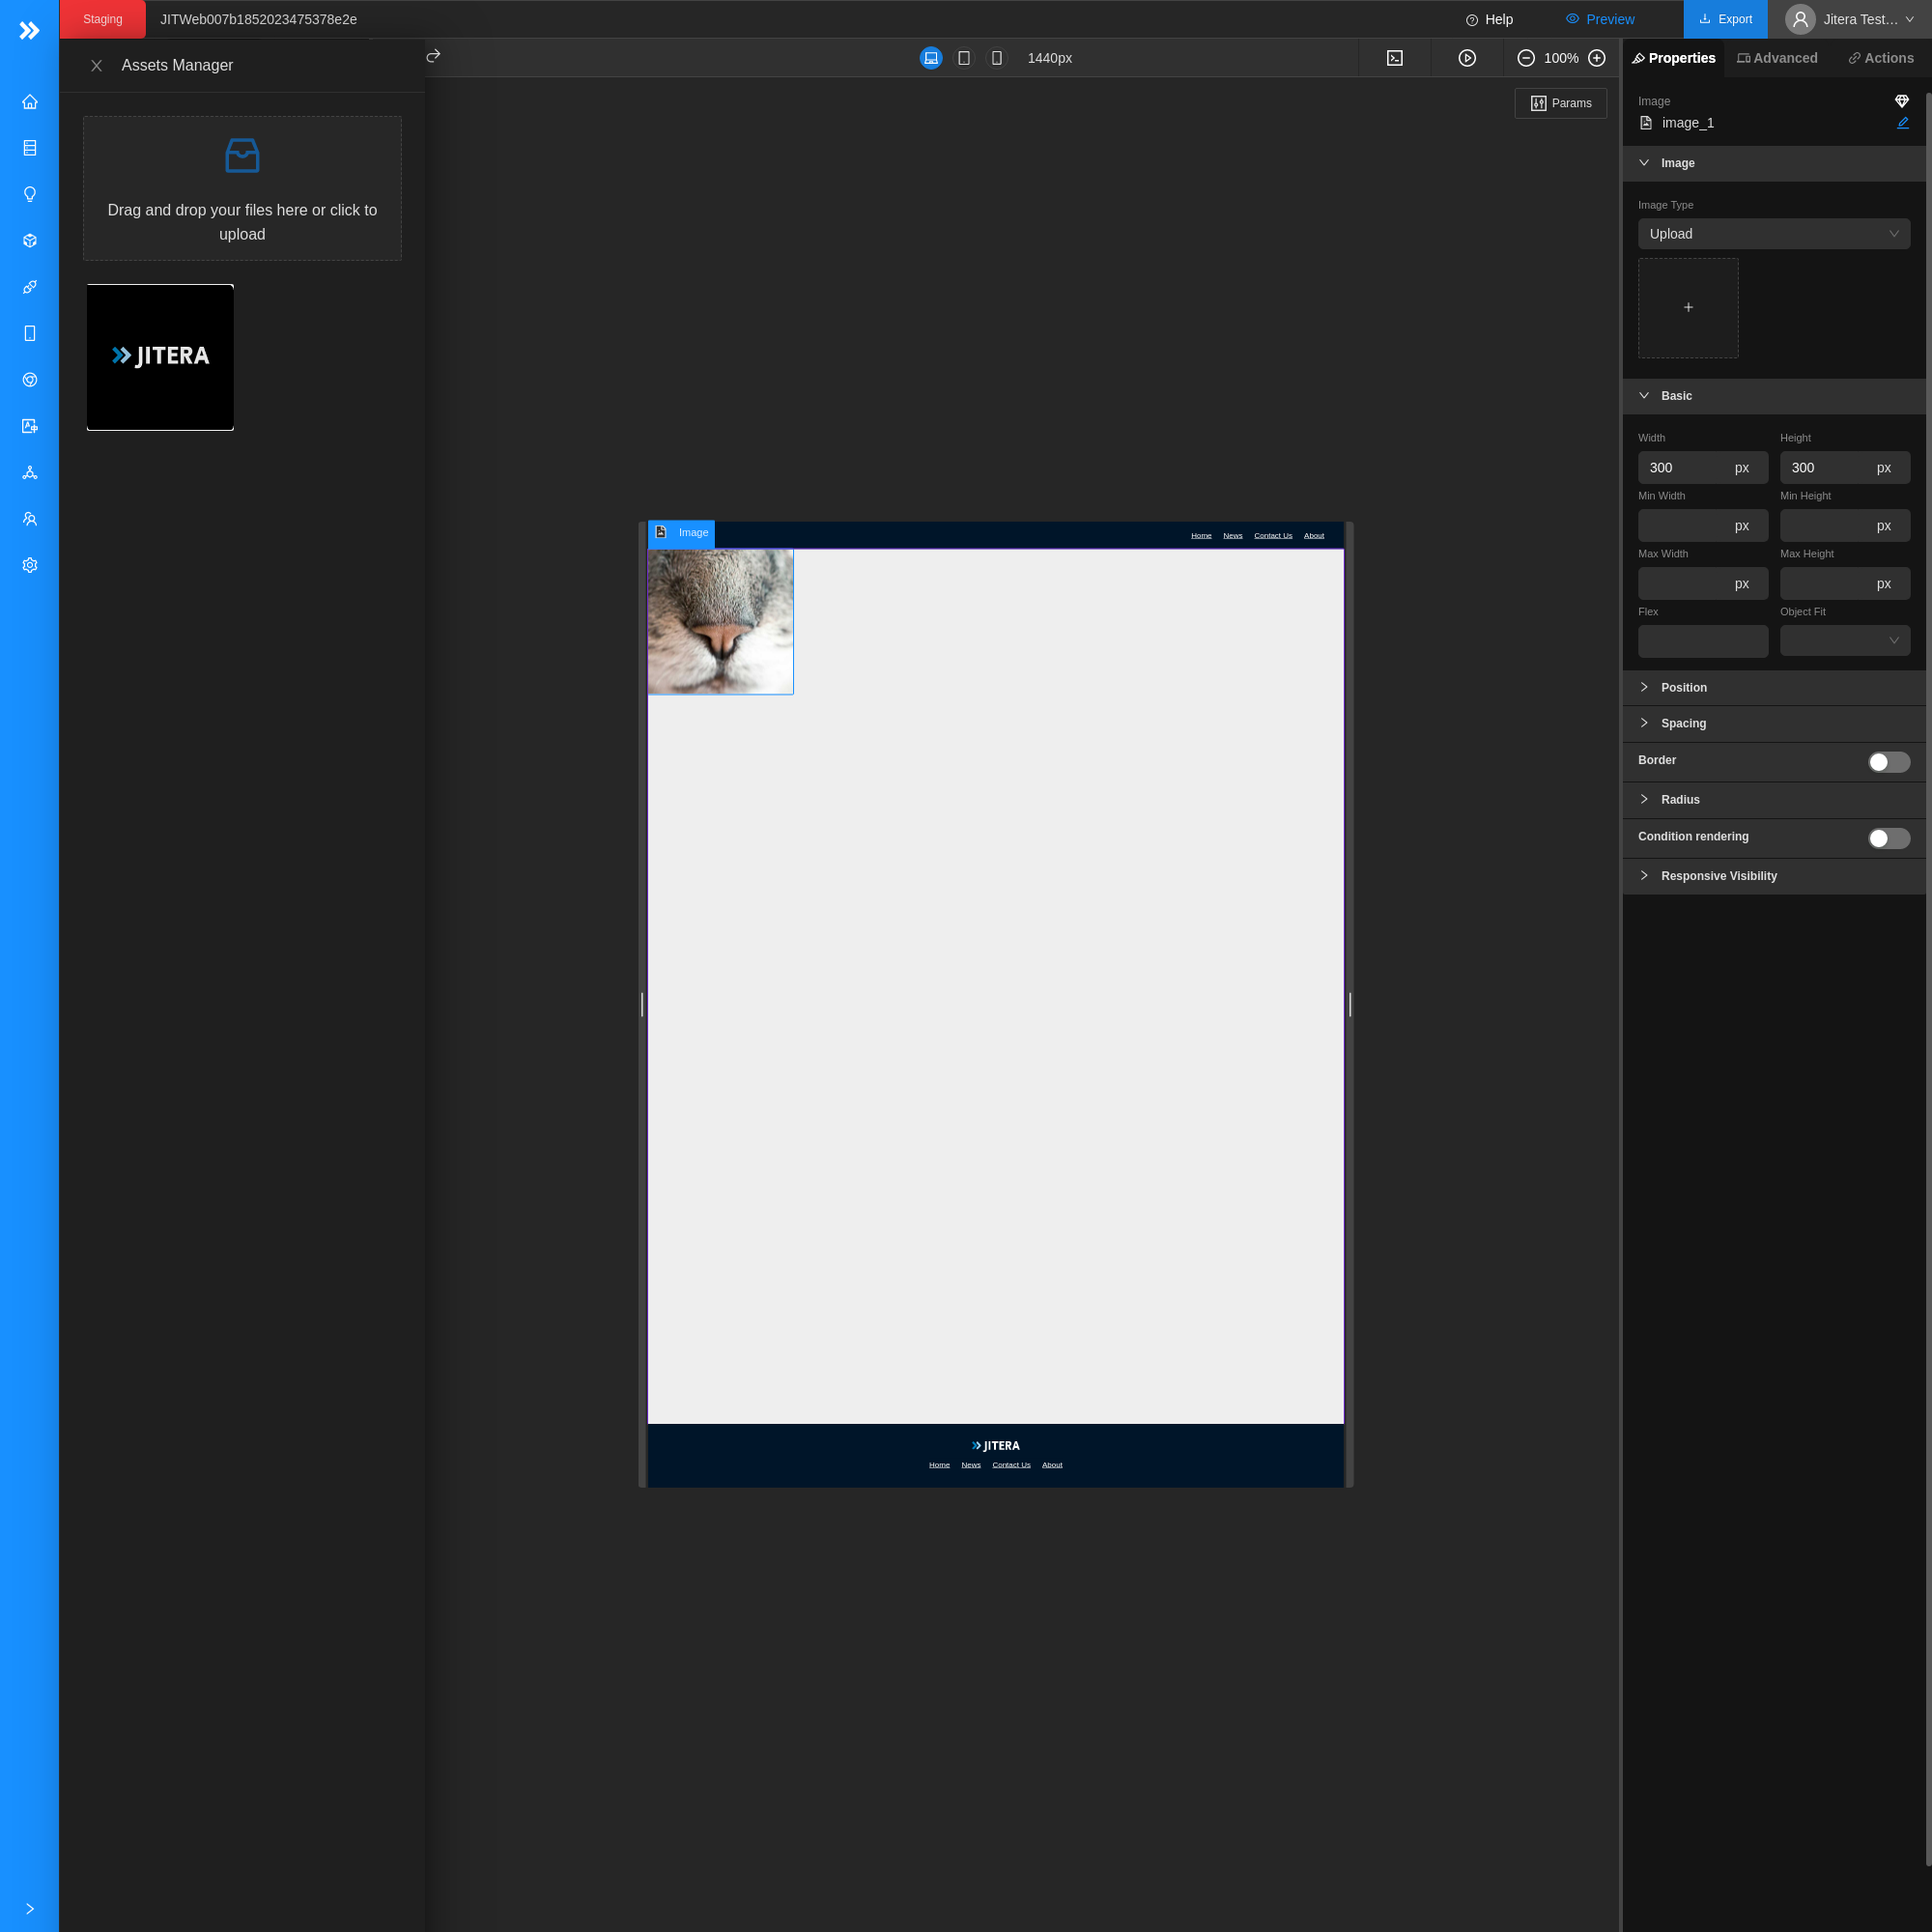 Staging
JITWeb007b1852023475378e2e
Help
Preview
Export
Jitera Test…
Assets Manager
1440px
100%
Properties
Advanced
Actions
Params
Drag and drop your files here or click to
upload
JITERA
Image
image_1
Image
Image Type
Upload
Basic
Width
Height
300 px
300 px
Min Width
Min Height
px
px
Max Width
Max Height
px
px
Flex
Object Fit
Position
Spacing
Border
Radius
Condition rendering
Responsive Visibility
Image
Home News Contact Us About
JITERA
Home News Contact Us About